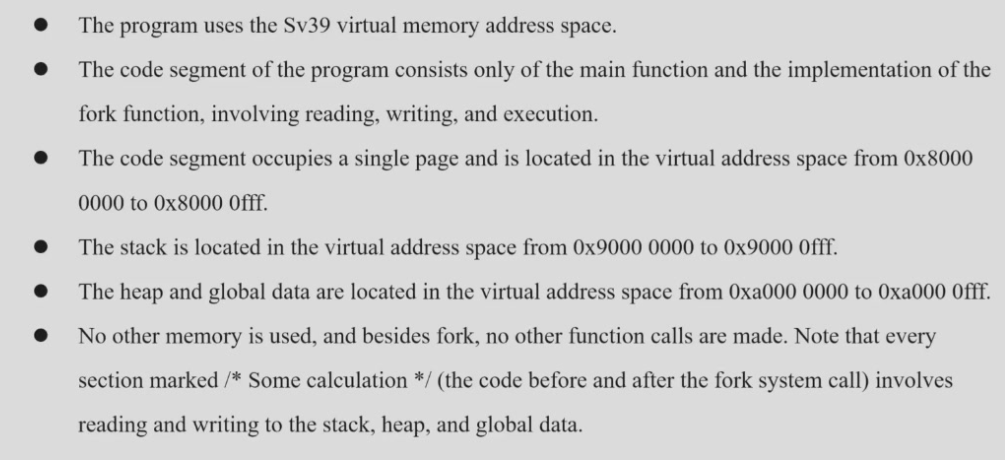 ● The program uses the Sv39 virtual memory address space.
● The code segment of the program consists only of the main function and the implementation of the
fork function, involving reading, writing, and execution.
● The code segment occupies a single page and is located in the virtual address space from 0x8000
0000 to 0x8000 0fff.
● The stack is located in the virtual address space from 0x9000 0000 to 0x9000 0fff.
● The heap and global data are located in the virtual address space from 0xa000 0000 to 0xa000 0fff.
● No other memory is used, and besides fork, no other function calls are made. Note that every
section marked /* Some calculation */ (the code before and after the fork system call) involves
reading and writing to the stack, heap, and global data.